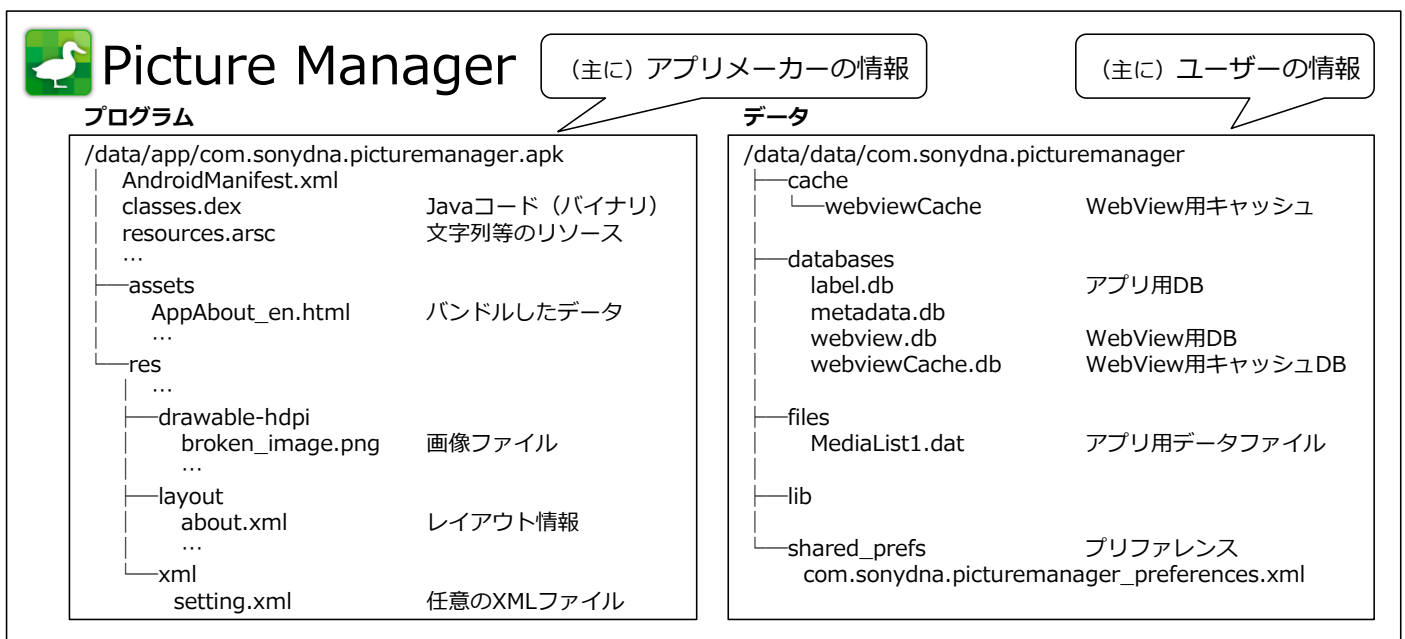 Picture Manager
（主に）アプリメーカーの情報
（主に）ユーザーの情報
プログラム
/data/app/com.sonydna.picturemanager.apk
AndroidManifest.xml
classes.dex Javaコード（バイナリ）
resources.arsc 文字列等のリソース
…
assets
AppAbout_en.html バンドルしたデータ
…
res
…
drawable-hdpi
broken_image.png 画像ファイル
…
layout
about.xml レイアウト情報
…
xml
setting.xml 任意のXMLファイル
データ
/data/data/com.sonydna.picturemanager
cache
webviewCache WebView用キャッシュ
databases
label.db アプリ用DB
metadata.db
webview.db WebView用DB
webviewCache.db WebView用キャッシュDB
files
MediaList1.dat アプリ用データファイル
lib
shared_prefs プリファレンス
com.sonydna.picturemanager_preferences.xml